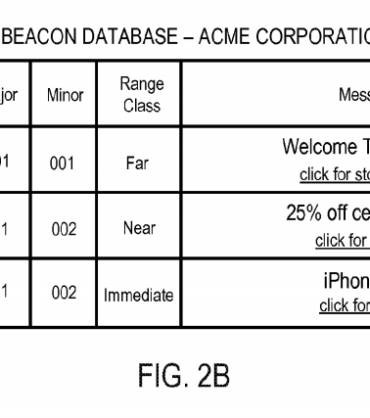 BEACON DATABASE – ACME CORPORATIO
jor Minor Range Class Mess
01 001 Far Welcome T
click for sto
1 002 Near 25% off ce
click for
1 002 Immediate iPhon
click for
FIG. 2B